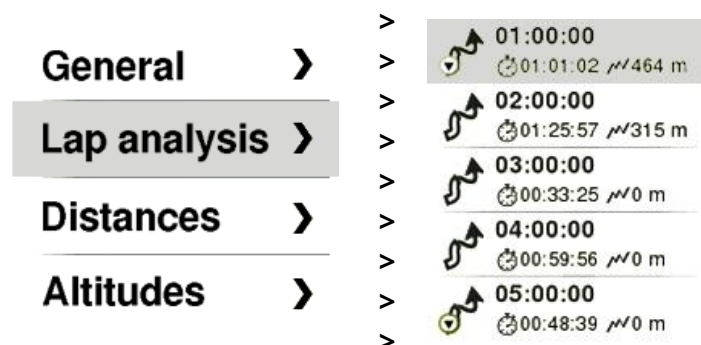 General
Lap analysis
Distances
Altitudes
>
>
>
>
>
>
>
>
>
01:00:00
01:01:02 464 m
02:00:00
01:25:57 315 m
03:00:00
00:33:25 0 m
04:00:00
00:59:56 0 m
05:00:00
00:48:39 0 m